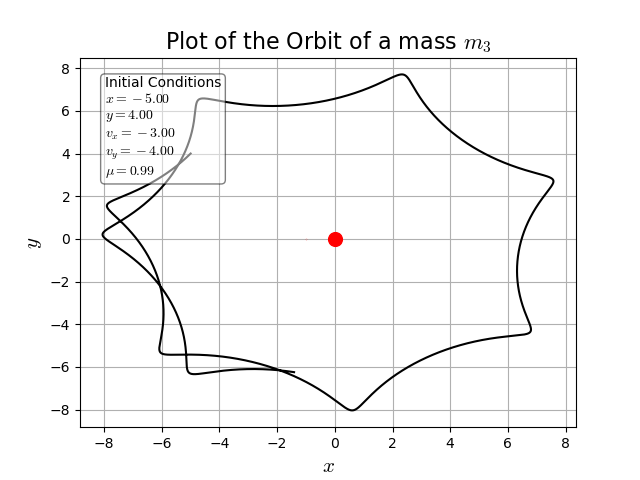 Plot of the Orbit of a mass m₃
Initial Conditions
x = −5.00
y = 4.00
vₓ = −3.00
v_y = −4.00
μ = 0.99
8
6
4
2
0
−2
−4
−6
−8
y
−8 −6 −4 −2 0 2 4 6 8
x